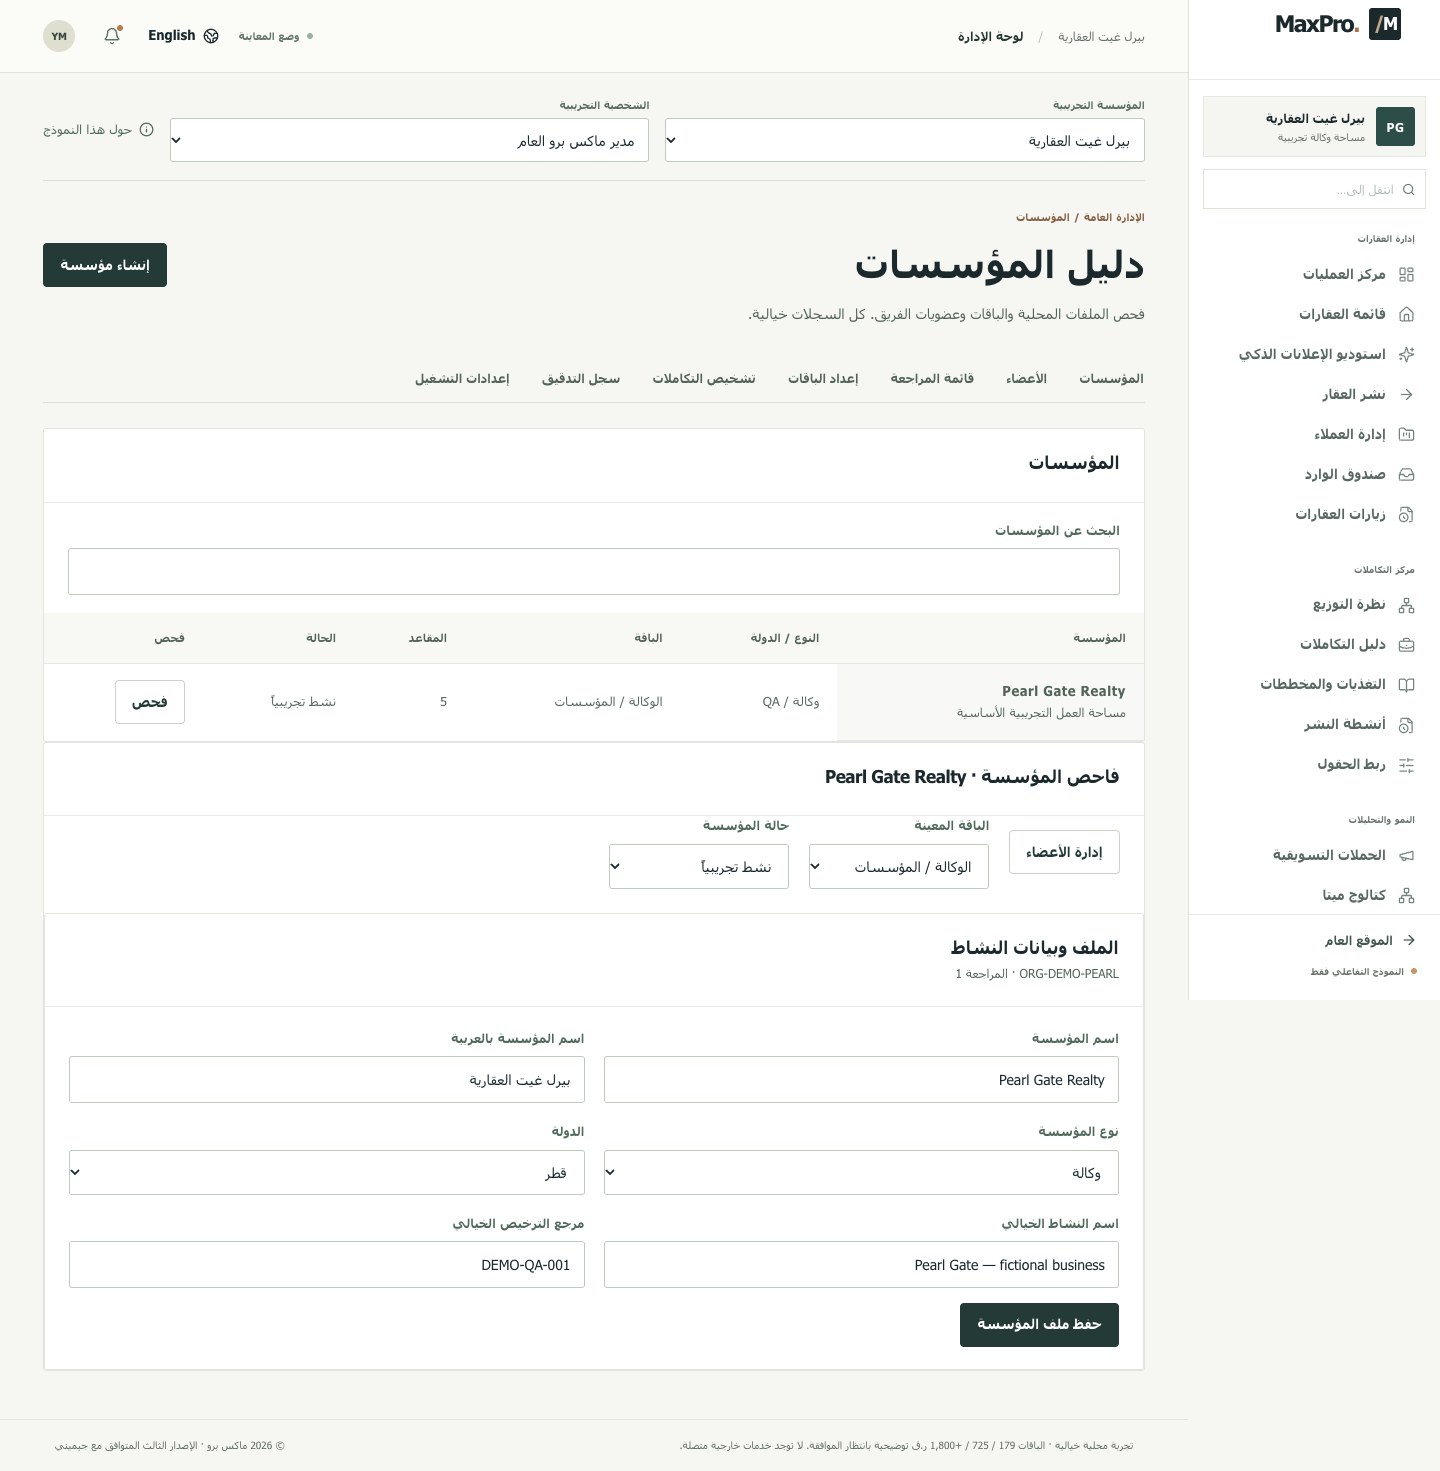 MaxPro. /M
بيرل غيت العقارية / لوحة الإدارة
وضع المعاينة
English
YM
PG
بيرل غيت العقارية
مساحة وكالة تجريبية
انتقل إلى...
إدارة العقارات
مركز العمليات
قائمة العقارات
استوديو الإعلانات الذكي
نشر العقار
إدارة العملاء
صندوق الوارد
زيارات العقارات
مركز التكاملات
نظرة التوزيع
دليل التكاملات
التغذيات والمخططات
أنشطة النشر
ربط الحقول
النمو والتحليلات
الحملات التسويقية
كتالوج ميتا
الموقع العام
النموذج التفاعلي فقط
المؤسسة التجريبية
بيرل غيت العقارية
الشخصية التجريبية
مدير ماكس برو العام
حول هذا النموذج
الإدارة العامة / المؤسسات
دليل المؤسسات
إنشاء مؤسسة
فحص الملفات المحلية والباقات وعضويات الفريق. كل السجلات خيالية.
المؤسسات الأعضاء قائمة المراجعة إعداد الباقات تشخيص التكاملات سجل التدقيق إعدادات التشغيل
المؤسسات
البحث عن المؤسسات
المؤسسة النوع / الدولة الباقة المقاعد الحالة فحص
Pearl Gate Realty
مساحة العمل التجريبية الأساسية
وكالة / QA الوكالة / المؤسسات 5 نشط تجريبياً فحص
فاحص المؤسسة · Pearl Gate Realty
إدارة الأعضاء
الباقة المعينة
الوكالة / المؤسسات
حالة المؤسسة
نشط تجريبياً
الملف وبيانات النشاط
ORG-DEMO-PEARL · المراجعة 1
اسم المؤسسة
Pearl Gate Realty
اسم المؤسسة بالعربية
بيرل غيت العقارية
نوع المؤسسة
وكالة
الدولة
قطر
اسم النشاط الخيالي
Pearl Gate — fictional business
مرجع الترخيص الخيالي
DEMO-QA-001
حفظ ملف المؤسسة
تجربة محلية خيالية · الباقات 179 / 725 / +1,800 ر.ق توضيحية بانتظار الموافقة. لا توجد خدمات خارجية متصلة.
© 2026 ماكس برو · الإصدار الثالث المتوافق مع جيميني